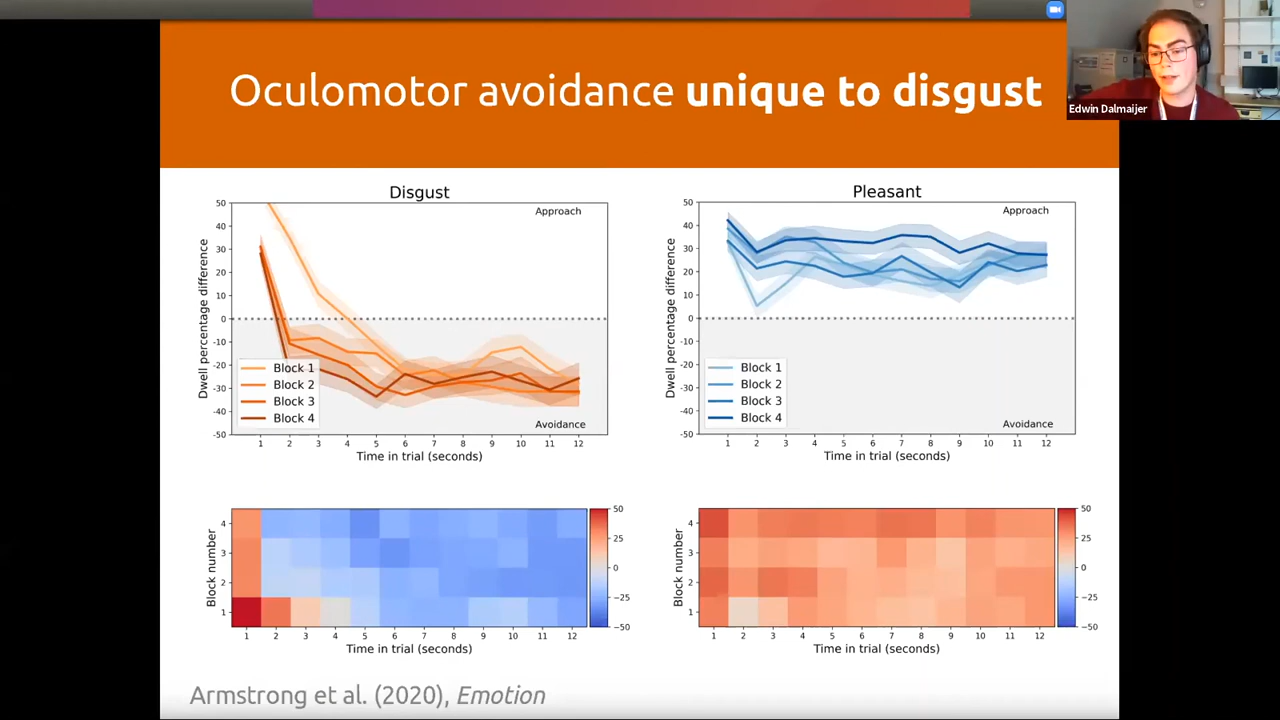 Oculomotor avoidance unique to disgust
Edwin Dalmaijer
Disgust
50
40
30
20
10
0
-10
-20
-30
-40
-50
Dwell percentage difference
Approach
Avoidance
Block 1
Block 2
Block 3
Block 4
1 2 3 4 5 6 7 8 9 10 11 12
Time in trial (seconds)
Pleasant
50
40
30
20
10
0
-10
-20
-30
-40
-50
Dwell percentage difference
Approach
Avoidance
Block 1
Block 2
Block 3
Block 4
1 2 3 4 5 6 7 8 9 10 11 12
Time in trial (seconds)
Block number
4
3
2
1
1 2 3 4 5 6 7 8 9 10 11 12
Time in trial (seconds)
50
25
0
−25
−50
Block number
4
3
2
1
1 2 3 4 5 6 7 8 9 10 11 12
Time in trial (seconds)
50
25
0
−25
−50
Armstrong et al. (2020), Emotion